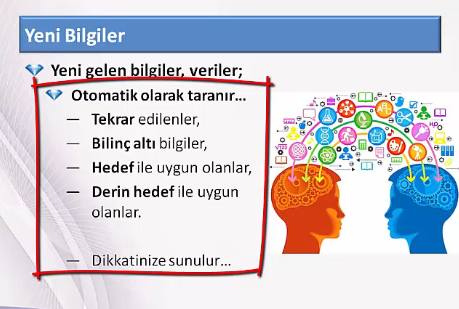 Yeni Bilgiler
Yeni gelen bilgiler, veriler;
Otomatik olarak taranır...
— Tekrar edilenler,
— Bilinç altı bilgiler,
— Hedef ile uygun olanlar,
— Derin hedef ile uygun
olanlar.
— Dikkatinize sunulur...